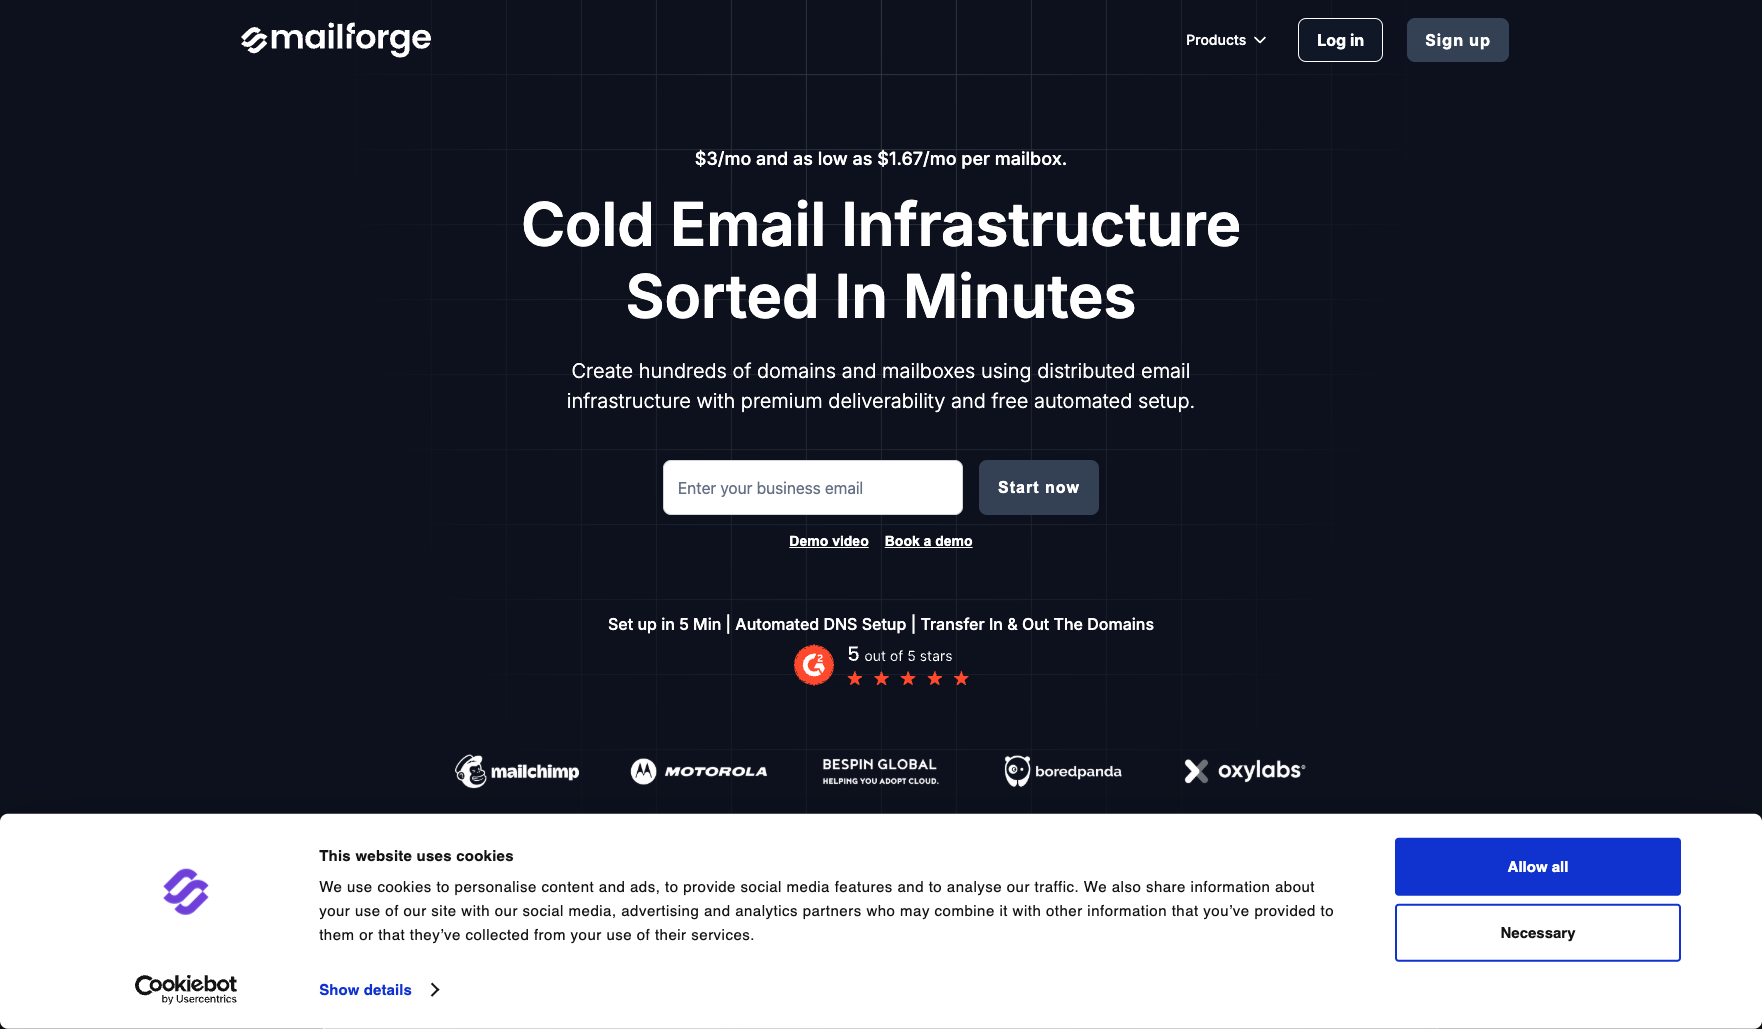 mailforge
Products
Log in
Sign up
$3/mo and as low as $1.67/mo per mailbox.
Cold Email Infrastructure
Sorted In Minutes
Create hundreds of domains and mailboxes using distributed email
infrastructure with premium deliverability and free automated setup.
Enter your business email
Start now
Demo video
Book a demo
Set up in 5 Min | Automated DNS Setup | Transfer In & Out The Domains
G2
5 out of 5 stars
mailchimp
MOTOROLA
BESPIN GLOBAL
HELPING YOU ADOPT CLOUD.
boredpanda
oxylabs®
This website uses cookies
We use cookies to personalise content and ads, to provide social media features and to analyse our traffic. We also share information about
your use of our site with our social media, advertising and analytics partners who may combine it with other information that you’ve provided to
them or that they’ve collected from your use of their services.
Allow all
Necessary
Cookiebot
by Usercentrics
Show details